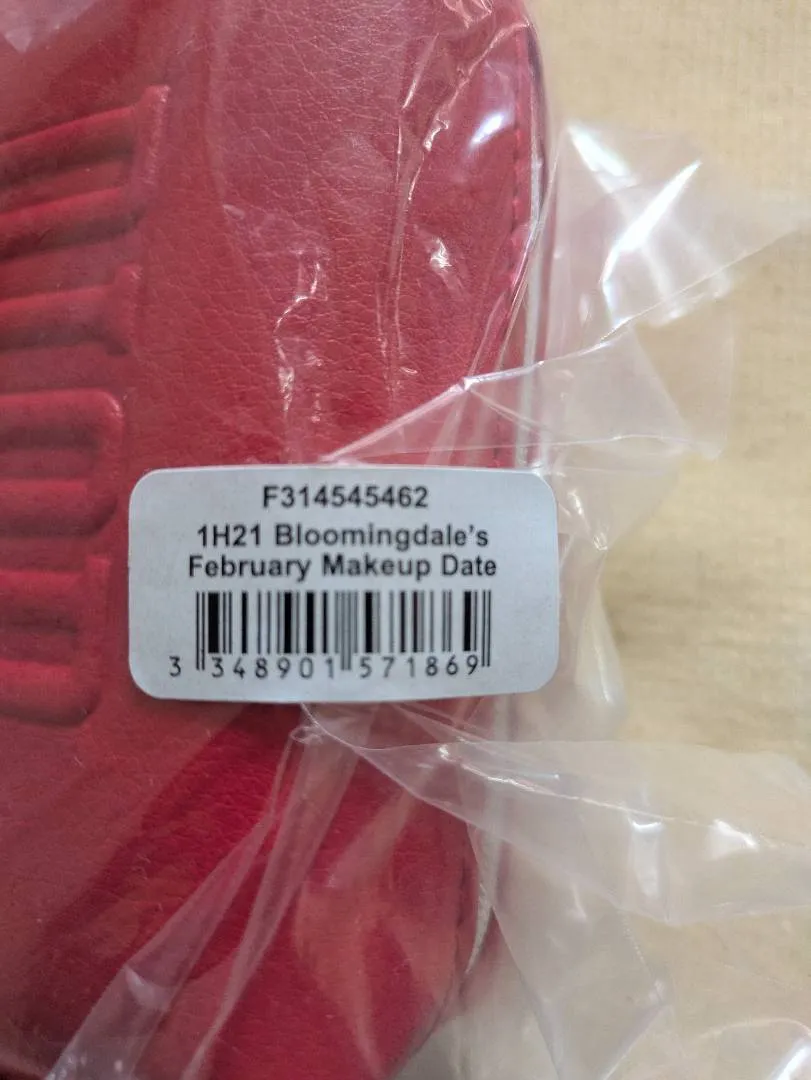 F314545462
1H21 Bloomingdale's
February Makeup Date
3 348901 571869